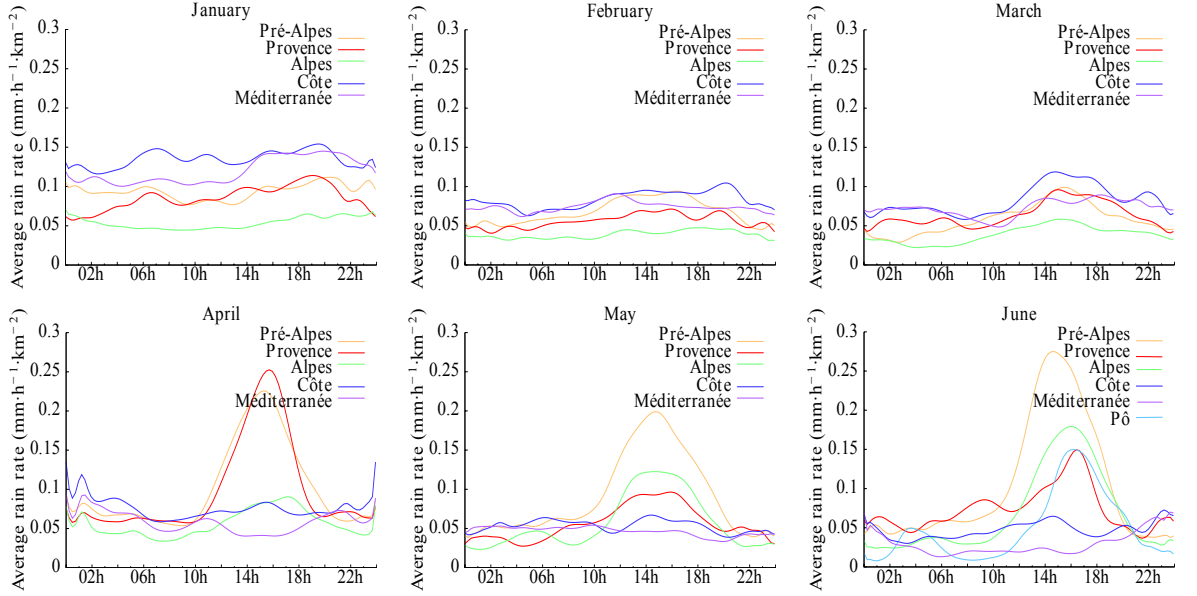 January
Average rain rate (mm·h⁻¹·km⁻²)
0.3
0.25
0.2
0.15
0.1
0.05
0
02h 06h 10h 14h 18h 22h
Pré-Alpes
Provence
Alpes
Côte
Méditerranée
February
Average rain rate (mm·h⁻¹·km⁻²)
0.3
0.25
0.2
0.15
0.1
0.05
0
02h 06h 10h 14h 18h 22h
Pré-Alpes
Provence
Alpes
Côte
Méditerranée
March
Average rain rate (mm·h⁻¹·km⁻²)
0.3
0.25
0.2
0.15
0.1
0.05
0
02h 06h 10h 14h 18h 22h
Pré-Alpes
Provence
Alpes
Côte
Méditerranée
April
Average rain rate (mm·h⁻¹·km⁻²)
0.3
0.25
0.2
0.15
0.1
0.05
0
02h 06h 10h 14h 18h 22h
Pré-Alpes
Provence
Alpes
Côte
Méditerranée
May
Average rain rate (mm·h⁻¹·km⁻²)
0.3
0.25
0.2
0.15
0.1
0.05
0
02h 06h 10h 14h 18h 22h
Pré-Alpes
Provence
Alpes
Côte
Méditerranée
June
Average rain rate (mm·h⁻¹·km⁻²)
0.3
0.25
0.2
0.15
0.1
0.05
0
02h 06h 10h 14h 18h 22h
Pré-Alpes
Provence
Alpes
Côte
Méditerranée
Pô